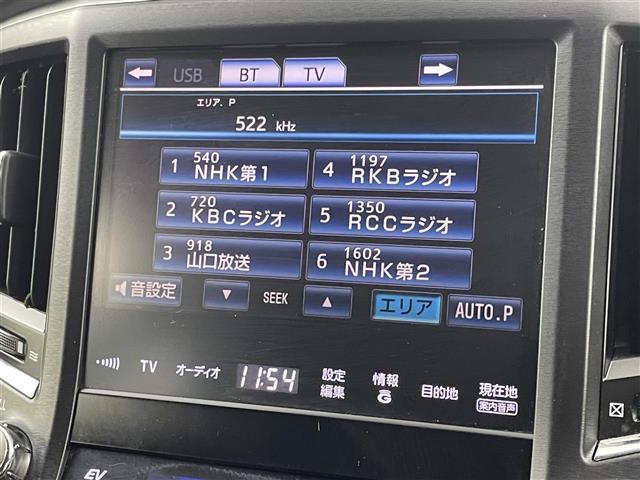 USB BT TV
エリア. P
522 kHz
1 540 NHK第1
4 1197 RKBラジオ
2 720 KBCラジオ
5 1350 RCCラジオ
3 918 山口放送
6 1602 NHK第2
音設定 ▼ SEEK ▲ エリア AUTO.P
TV オーディオ 11:54 設定編集 情報 G 目的地 現在地 案内音声
EV